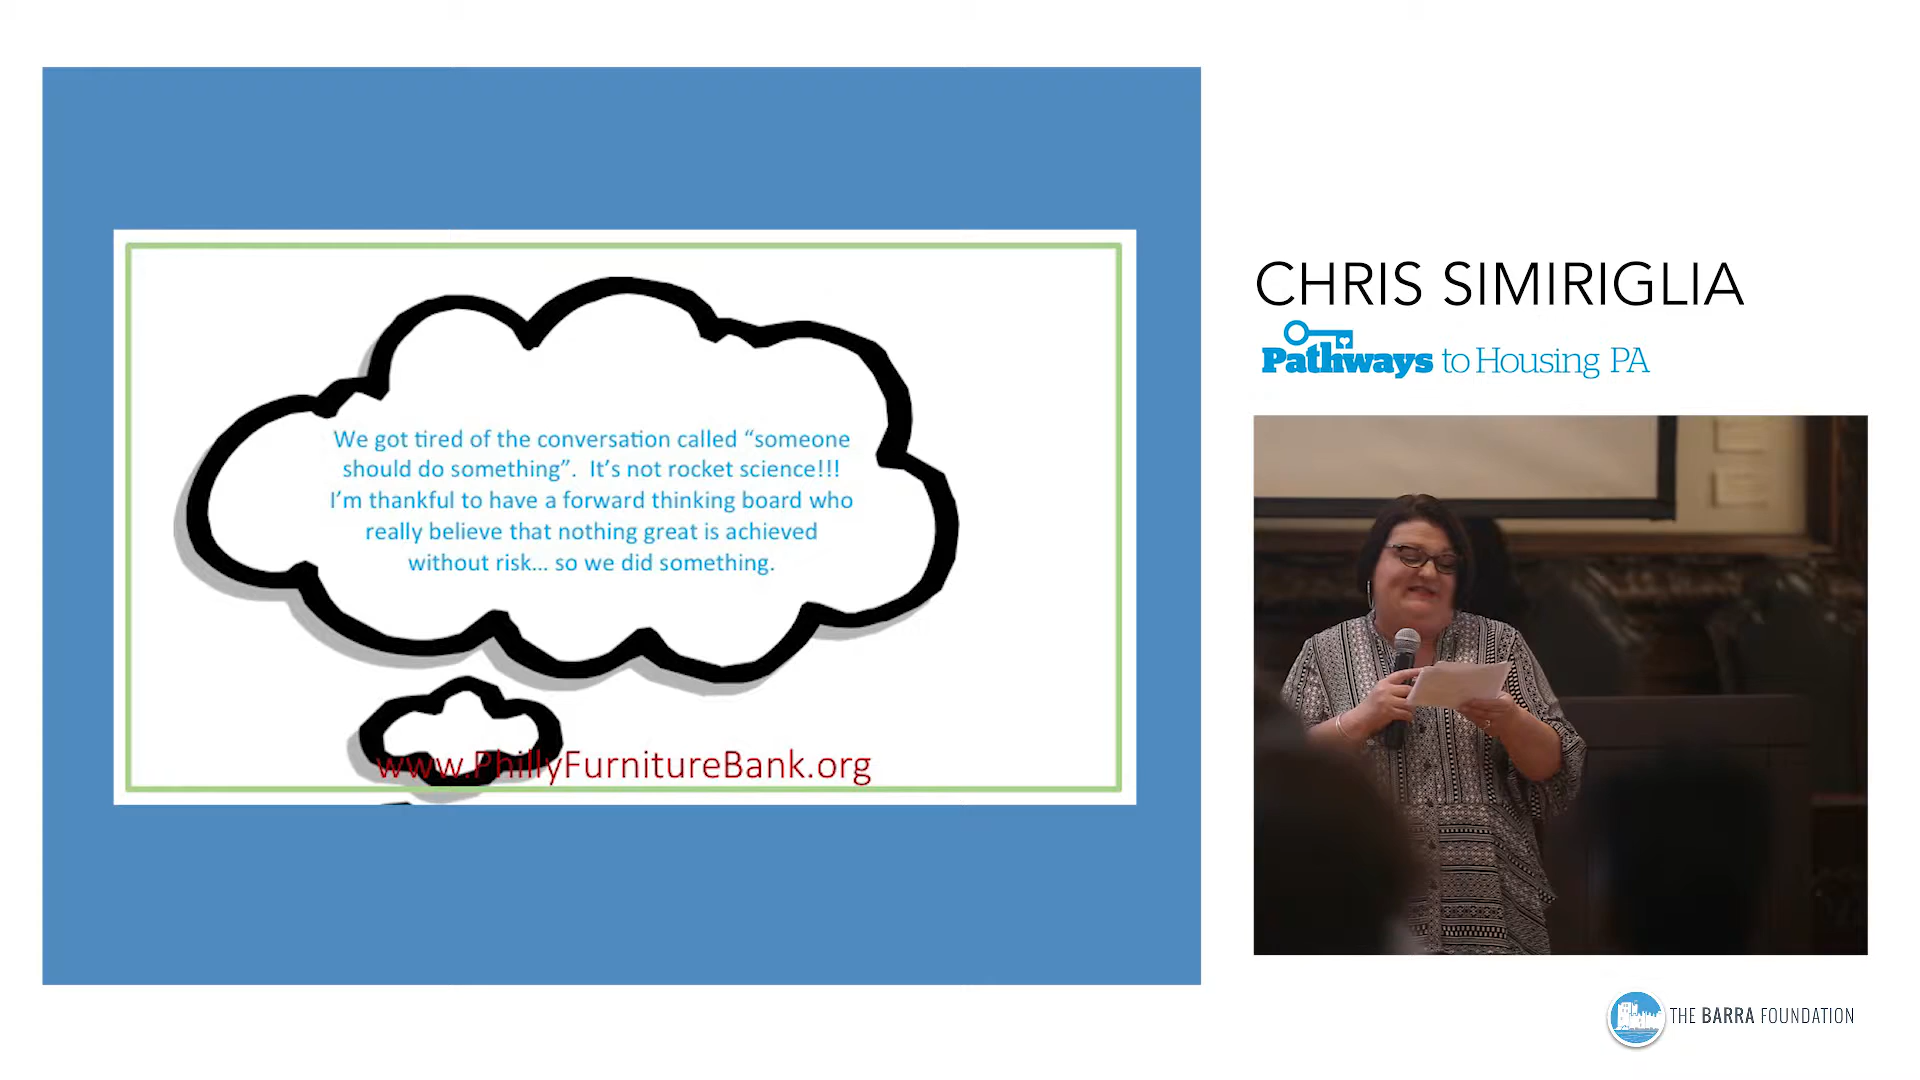 We got tired of the conversation called “someone
should do something”.  It’s not rocket science!!!
I’m thankful to have a forward thinking board who
really believe that nothing great is achieved
without risk... so we did something.
www.PhillyFurnitureBank.org
CHRIS SIMIRIGLIA
Pathways to Housing PA
THE BARRA FOUNDATION